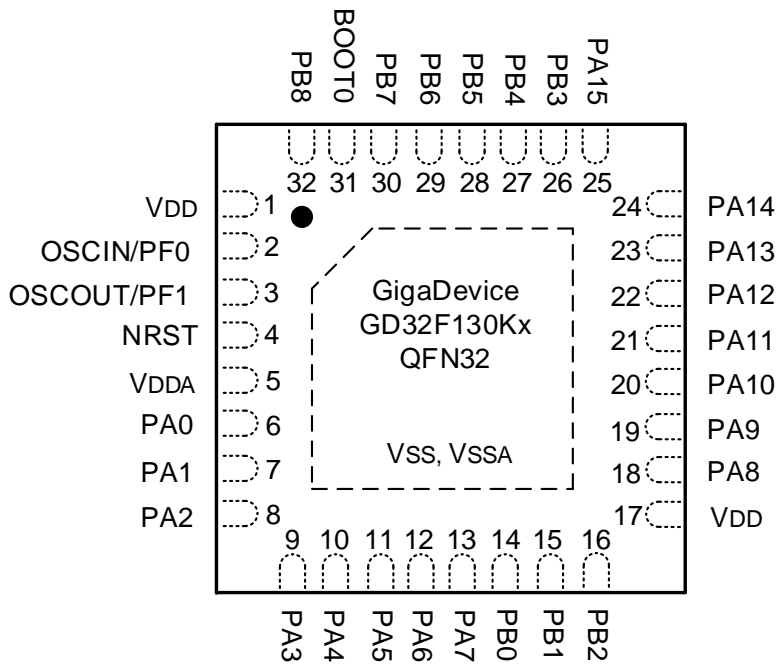 PB8
BOOT0
PB7
PB6
PB5
PB4
PB3
PA15
32
31
30
29
28
27
26
25
VDD
1
OSCIN/PF0
2
OSCOUT/PF1
3
NRST
4
VDDA
5
PA0
6
PA1
7
PA2
8
GigaDevice
GD32F130Kx
QFN32
VSS, VSSA
24
PA14
23
PA13
22
PA12
21
PA11
20
PA10
19
PA9
18
PA8
17
VDD
9
10
11
12
13
14
15
16
PA3
PA4
PA5
PA6
PA7
PB0
PB1
PB2